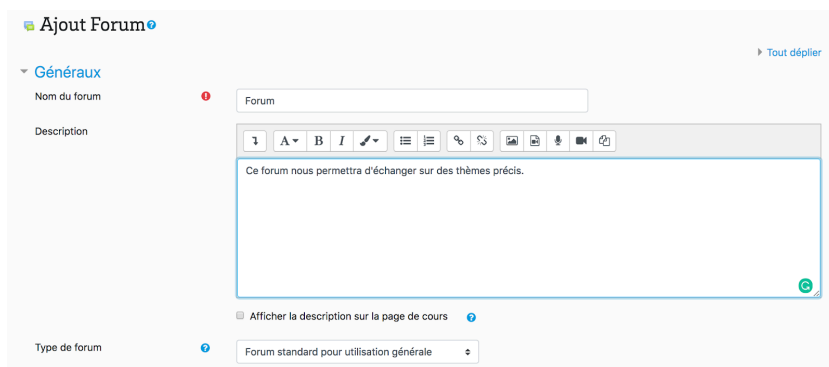 Ajout Forum
Tout déplier
Généraux
Nom du forum
Forum
Description
A B I
Ce forum nous permettra d'échanger sur des thèmes précis.
Afficher la description sur la page de cours
Type de forum
Forum standard pour utilisation générale